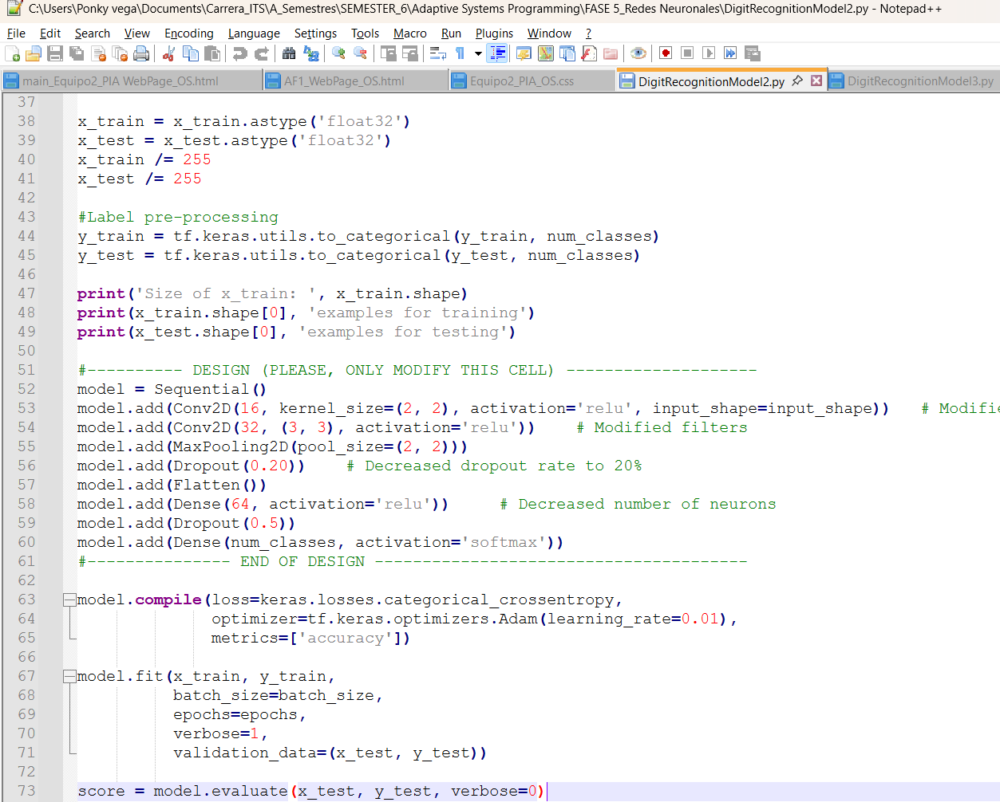 C:\Users\Ponky vega\Documents\Carrera_ITS\A_Semestres\SEMESTER_6\Adaptive Systems Programming\FASE 5_Redes Neuronales\DigitRecognitionModel2.py - Notepad++
File Edit Search View Encoding Language Settings Tools Macro Run Plugins Window ?
main_Equipo2_PIA WebPage_OS.html AF1_WebPage_OS.html Equipo2_PIA_OS.css DigitRecognitionModel2.py DigitRecognitionModel3.py
37
38 x_train = x_train.astype('float32')
39 x_test = x_test.astype('float32')
40 x_train /= 255
41 x_test /= 255
42
43 #Label pre-processing
44 y_train = tf.keras.utils.to_categorical(y_train, num_classes)
45 y_test = tf.keras.utils.to_categorical(y_test, num_classes)
46
47 print('Size of x_train: ', x_train.shape)
48 print(x_train.shape[0], 'examples for training')
49 print(x_test.shape[0], 'examples for testing')
50
51 #---------- DESIGN (PLEASE, ONLY MODIFY THIS CELL) --------------------
52 model = Sequential()
53 model.add(Conv2D(16, kernel_size=(2, 2), activation='relu', input_shape=input_shape)) # Modifie
54 model.add(Conv2D(32, (3, 3), activation='relu')) # Modified filters
55 model.add(MaxPooling2D(pool_size=(2, 2)))
56 model.add(Dropout(0.20)) # Decreased dropout rate to 20%
57 model.add(Flatten())
58 model.add(Dense(64, activation='relu')) # Decreased number of neurons
59 model.add(Dropout(0.5))
60 model.add(Dense(num_classes, activation='softmax'))
61 #--------------- END OF DESIGN ---------------------------------------
62
63 model.compile(loss=keras.losses.categorical_crossentropy,
64 optimizer=tf.keras.optimizers.Adam(learning_rate=0.01),
65 metrics=['accuracy'])
66
67 model.fit(x_train, y_train,
68 batch_size=batch_size,
69 epochs=epochs,
70 verbose=1,
71 validation_data=(x_test, y_test))
72
73 score = model.evaluate(x_test, y_test, verbose=0)